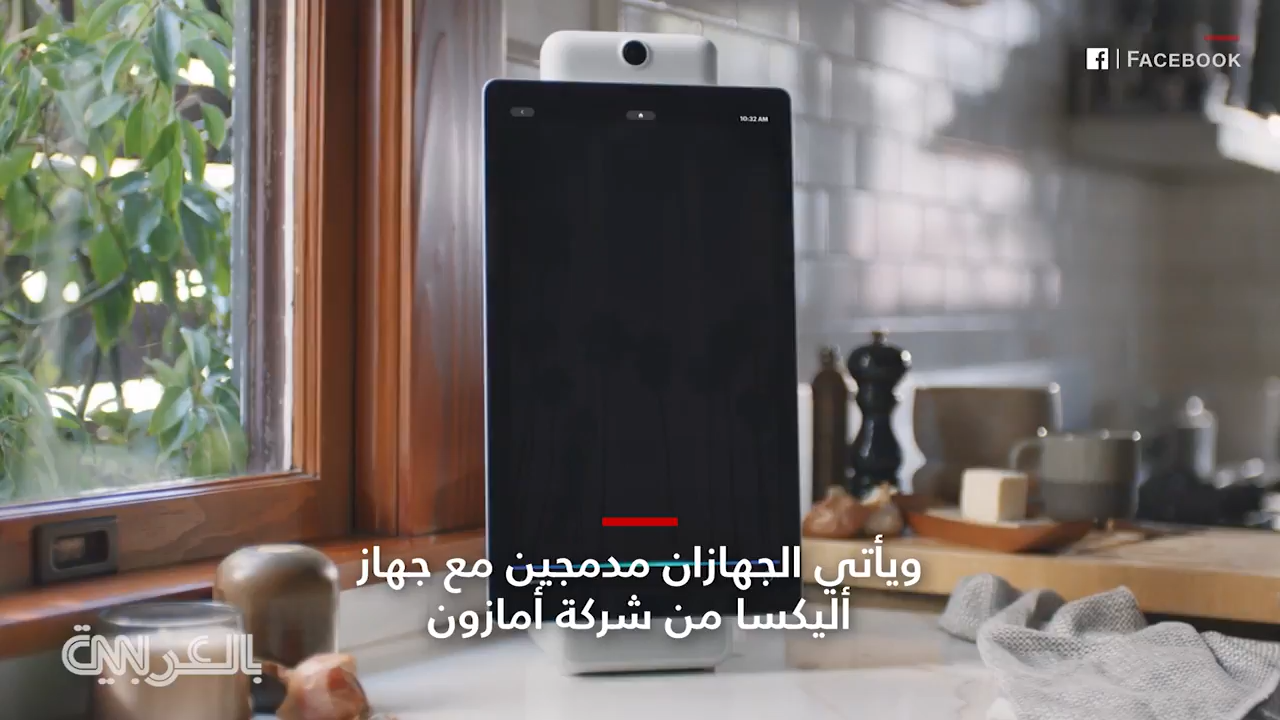 FACEBOOK
10:32 AM
ويأتي الجهازان مدمجين مع جهاز
أليكسا من شركة أمازون
CNN بالعربية